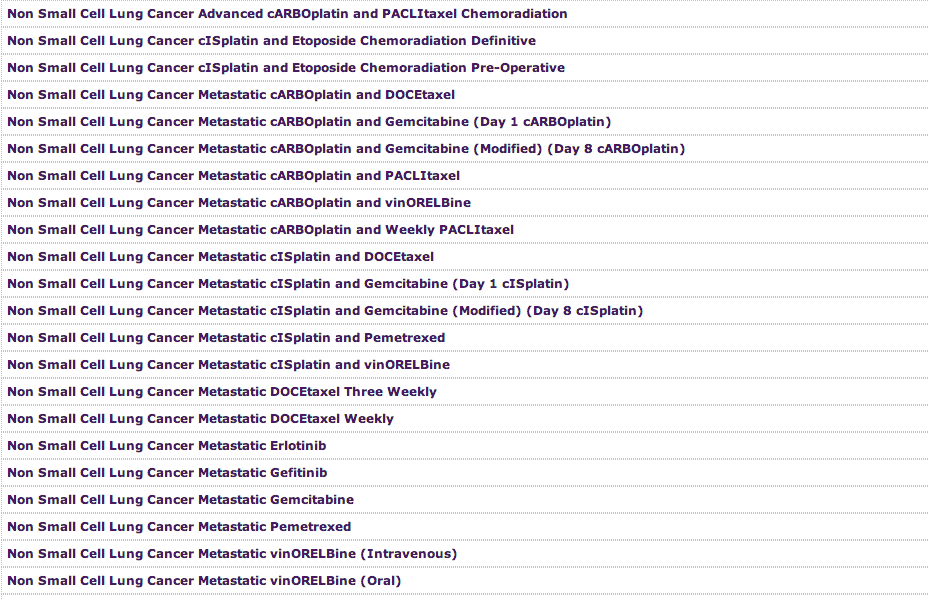 Non Small Cell Lung Cancer Advanced cARBOplatin and PACLItaxel Chemoradiation
Non Small Cell Lung Cancer cISplatin and Etoposide Chemoradiation Definitive
Non Small Cell Lung Cancer cISplatin and Etoposide Chemoradiation Pre-Operative
Non Small Cell Lung Cancer Metastatic cARBOplatin and DOCEtaxel
Non Small Cell Lung Cancer Metastatic cARBOplatin and Gemcitabine (Day 1 cARBOplatin)
Non Small Cell Lung Cancer Metastatic cARBOplatin and Gemcitabine (Modified) (Day 8 cARBOplatin)
Non Small Cell Lung Cancer Metastatic cARBOplatin and PACLItaxel
Non Small Cell Lung Cancer Metastatic cARBOplatin and vinORELBine
Non Small Cell Lung Cancer Metastatic cARBOplatin and Weekly PACLItaxel
Non Small Cell Lung Cancer Metastatic cISplatin and DOCEtaxel
Non Small Cell Lung Cancer Metastatic cISplatin and Gemcitabine (Day 1 cISplatin)
Non Small Cell Lung Cancer Metastatic cISplatin and Gemcitabine (Modified) (Day 8 cISplatin)
Non Small Cell Lung Cancer Metastatic cISplatin and Pemetrexed
Non Small Cell Lung Cancer Metastatic cISplatin and vinORELBine
Non Small Cell Lung Cancer Metastatic DOCEtaxel Three Weekly
Non Small Cell Lung Cancer Metastatic DOCEtaxel Weekly
Non Small Cell Lung Cancer Metastatic Erlotinib
Non Small Cell Lung Cancer Metastatic Gefitinib
Non Small Cell Lung Cancer Metastatic Gemcitabine
Non Small Cell Lung Cancer Metastatic Pemetrexed
Non Small Cell Lung Cancer Metastatic vinORELBine (Intravenous)
Non Small Cell Lung Cancer Metastatic vinORELBine (Oral)